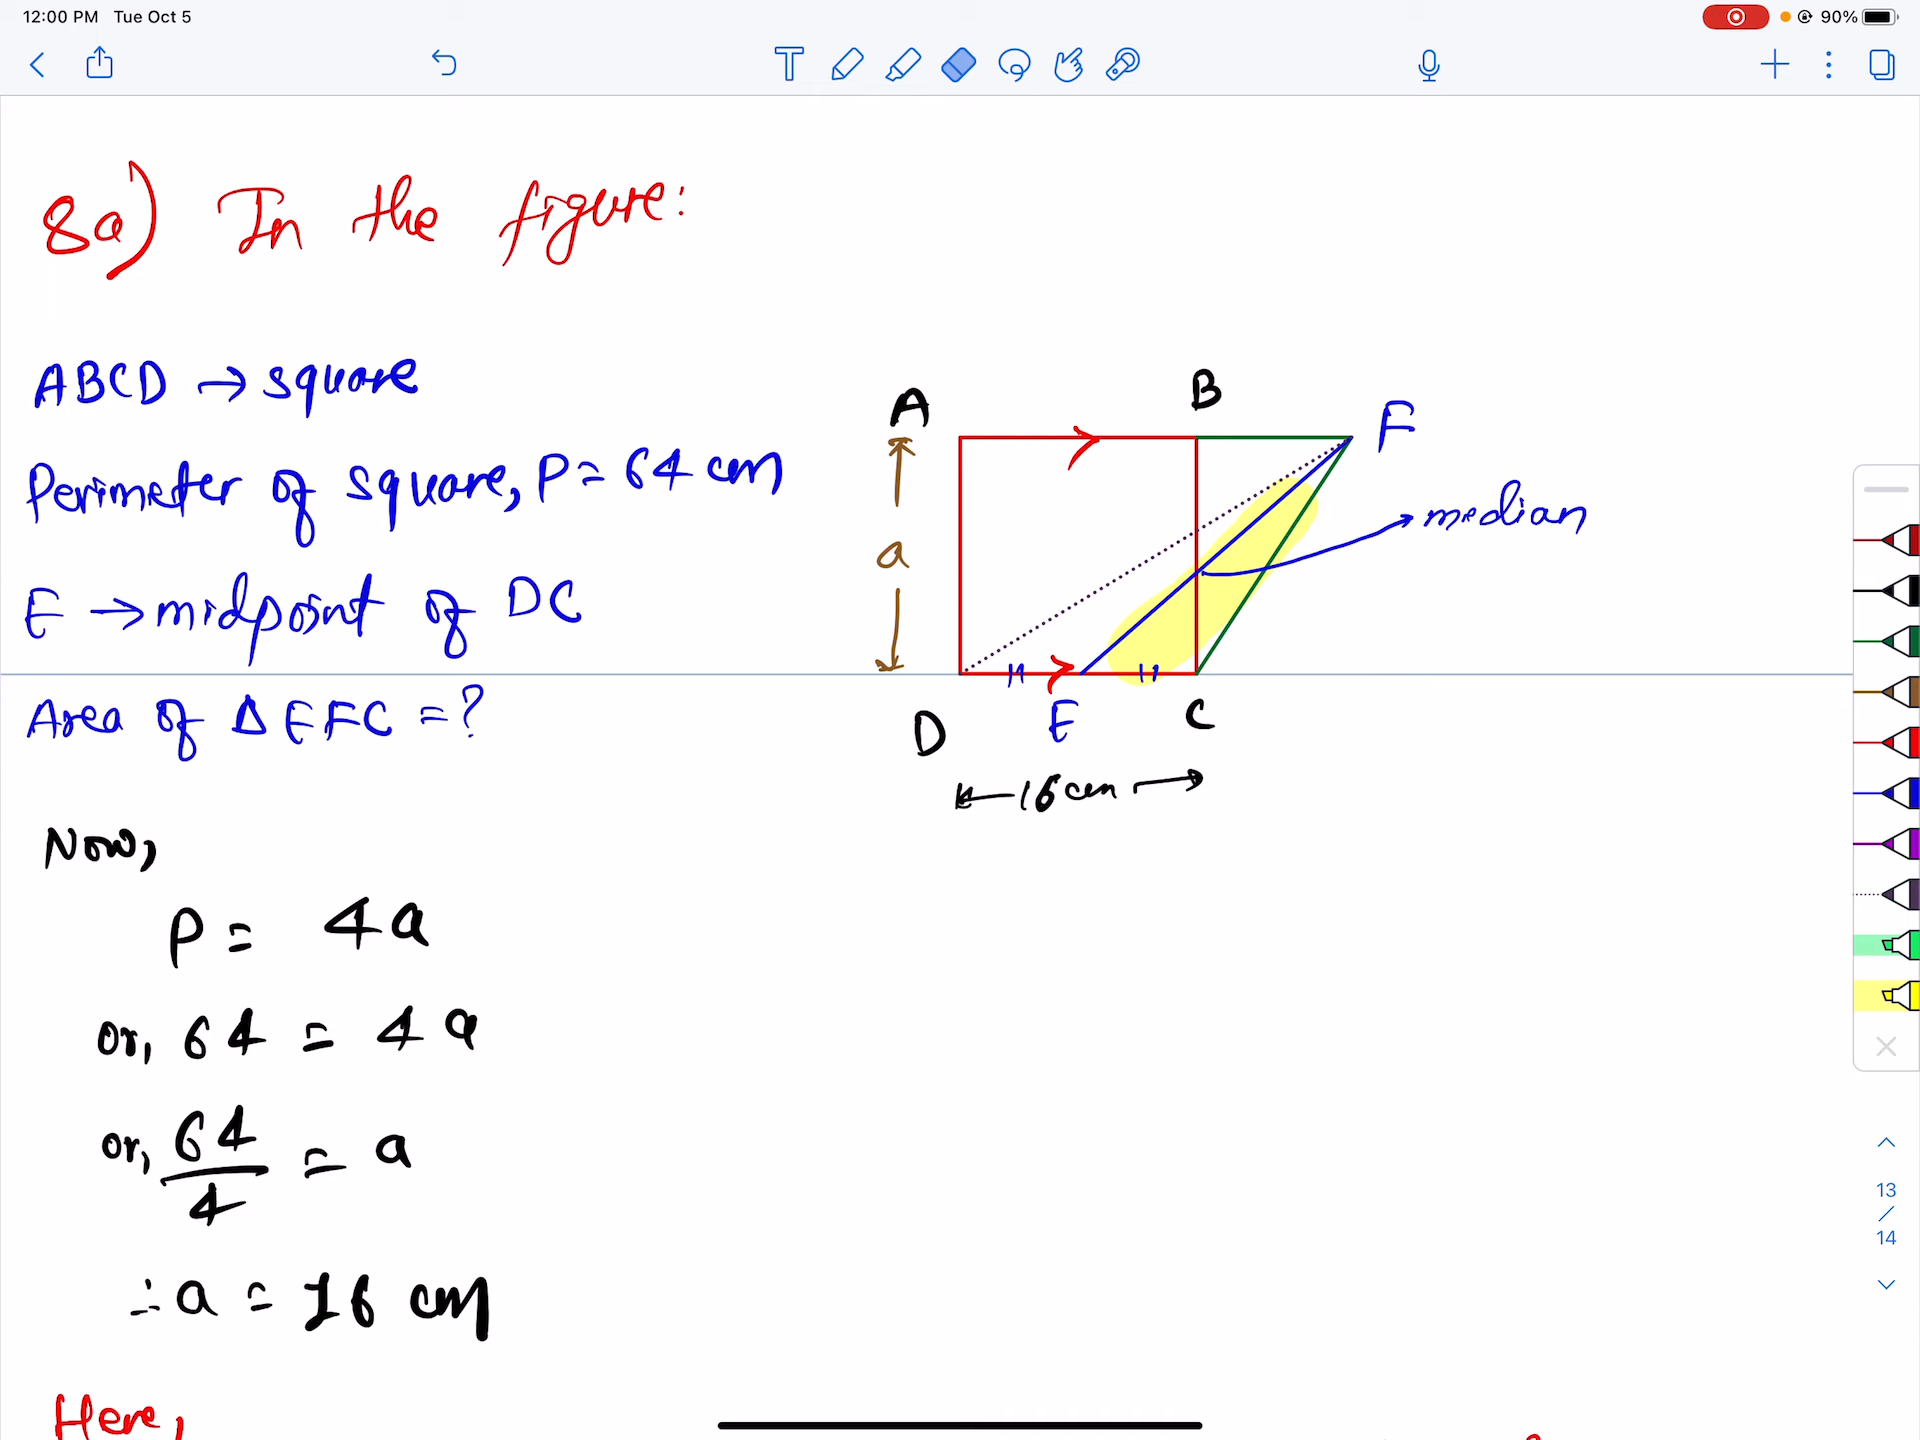 12:00 PM Tue Oct 5
90%
8a) In the figure:
ABCD → square
Perimeter of square, P = 64 cm
E → midpoint of DC
Area of Δ EFC = ?
A
B
F
a
median
D
E
C
16 cm
Now,
P = 4a
or, 64 = 4a
or, 64/4 = a
∴ a = 16 cm
Here,
13
/
14